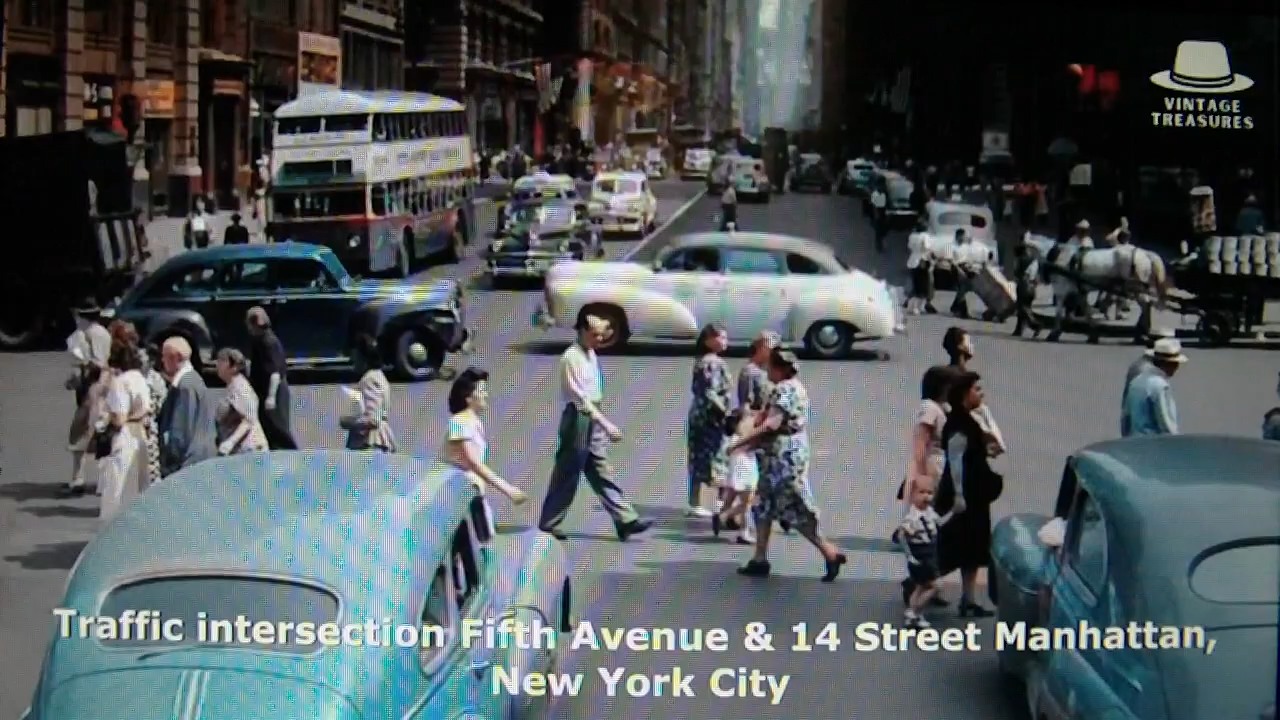 VINTAGE
TREASURES
Traffic intersection Fifth Avenue & 14 Street Manhattan,
New York City